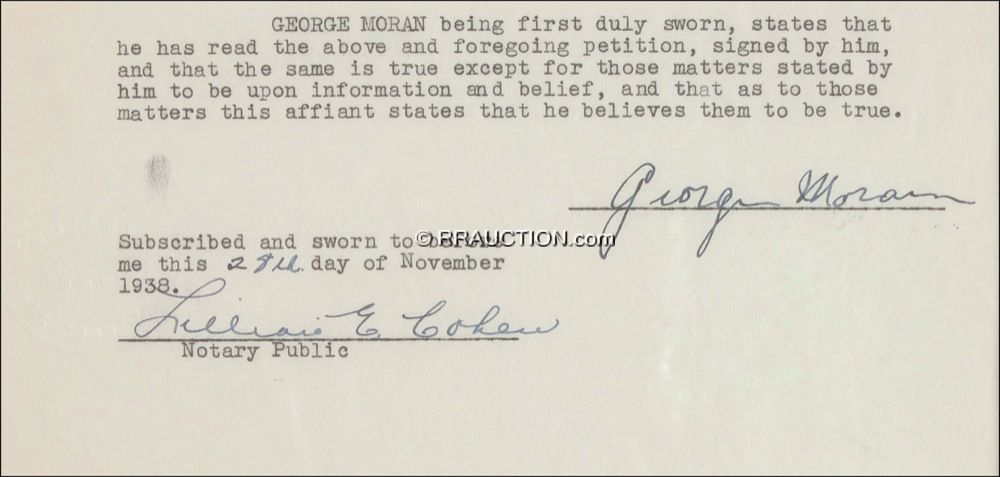 GEORGE MORAN being first duly sworn, states that
he has read the above and foregoing petition, signed by him,
and that the same is true except for those matters stated by
him to be upon information and belief, and that as to those
matters this affiant states that he believes them to be true.
George Moran
Subscribed and sworn to before
© RRAUCTION.com
me this 28th. day of November
1938.
Lillian E Cohen
Notary Public